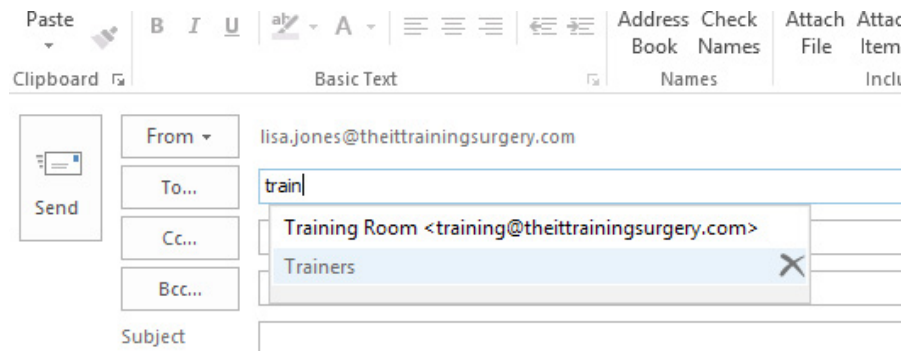 Paste B I U ab A Address Check Attach
Book Names File Item
Clipboard Basic Text Names
From lisa.jones@theittrainingsurgery.com
To... train
Send
Training Room <training@theittrainingsurgery.com>
Cc...
Trainers
Bcc...
Subject